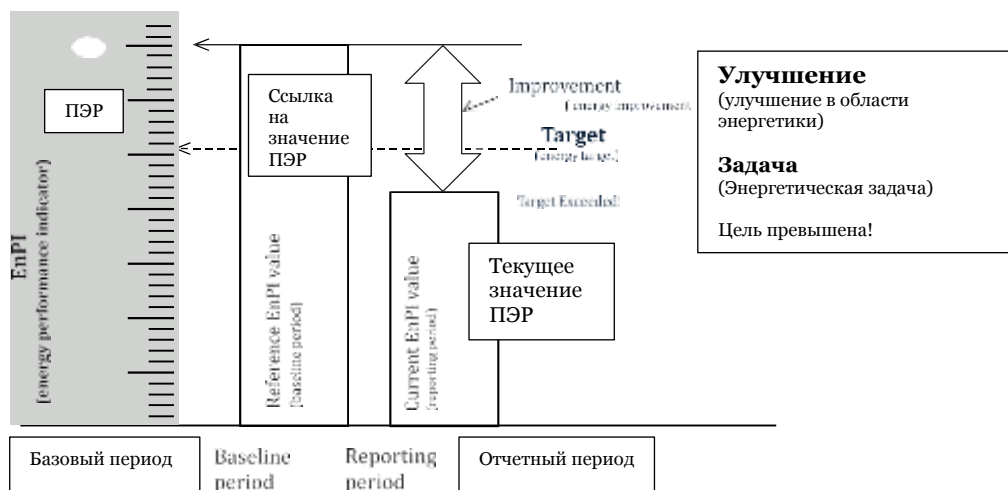 ПЭР
EnPI
(energy performance indicator)
Ссылка
на
значение
ПЭР
Reference EnPI value
(baseline period)
Current EnPI value
(reporting period)
Improvement
( energy improvement
Target
(energy target)
Target Exceeded!
Текущее
значение
ПЭР
Улучшение
(улучшение в области
энергетики)
Задача
(Энергетическая задача)
Цель превышена!
Базовый период
Baseline
period
Reporting
period
Отчетный период